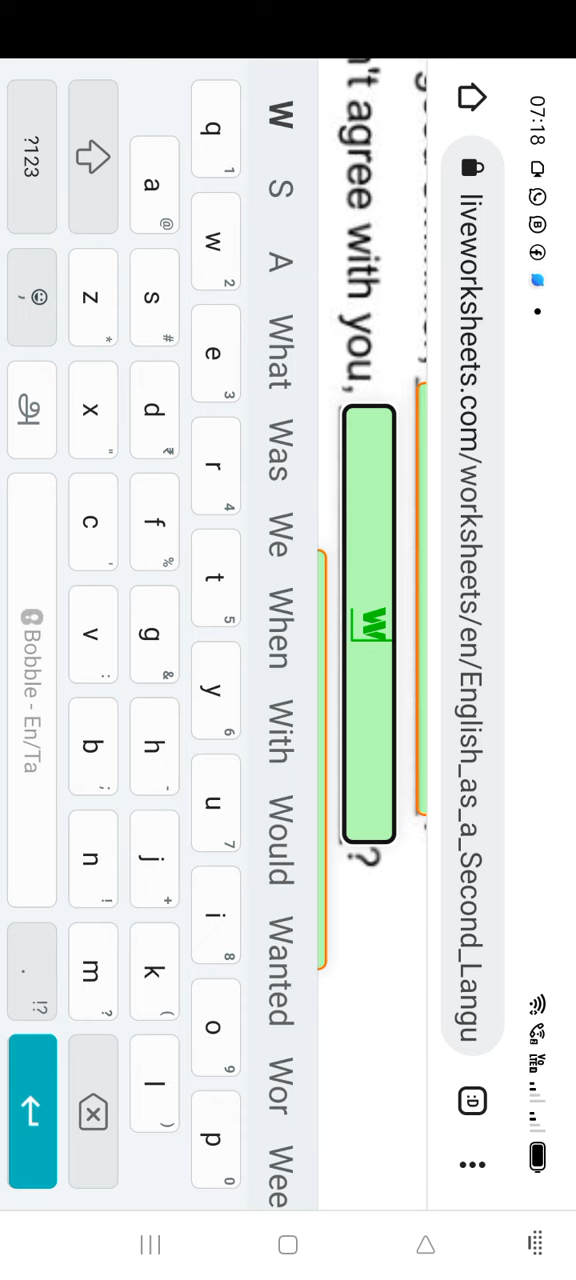 07:18
liveworksheets.com/worksheets/en/English_as_a_Second_Langu
:D
n't agree with you, W ?
W S A What Was We When With Would Wanted Wor Wee
q 1 w 2 e 3 r 4 t 5 y 6 u 7 i 8 o 9 p 0
a @ s # d ₹ f % g & h - j + k ( l )
z * x " c ' v : b ; n ! m ?
?123 , அ Bobble - En/Ta . !?